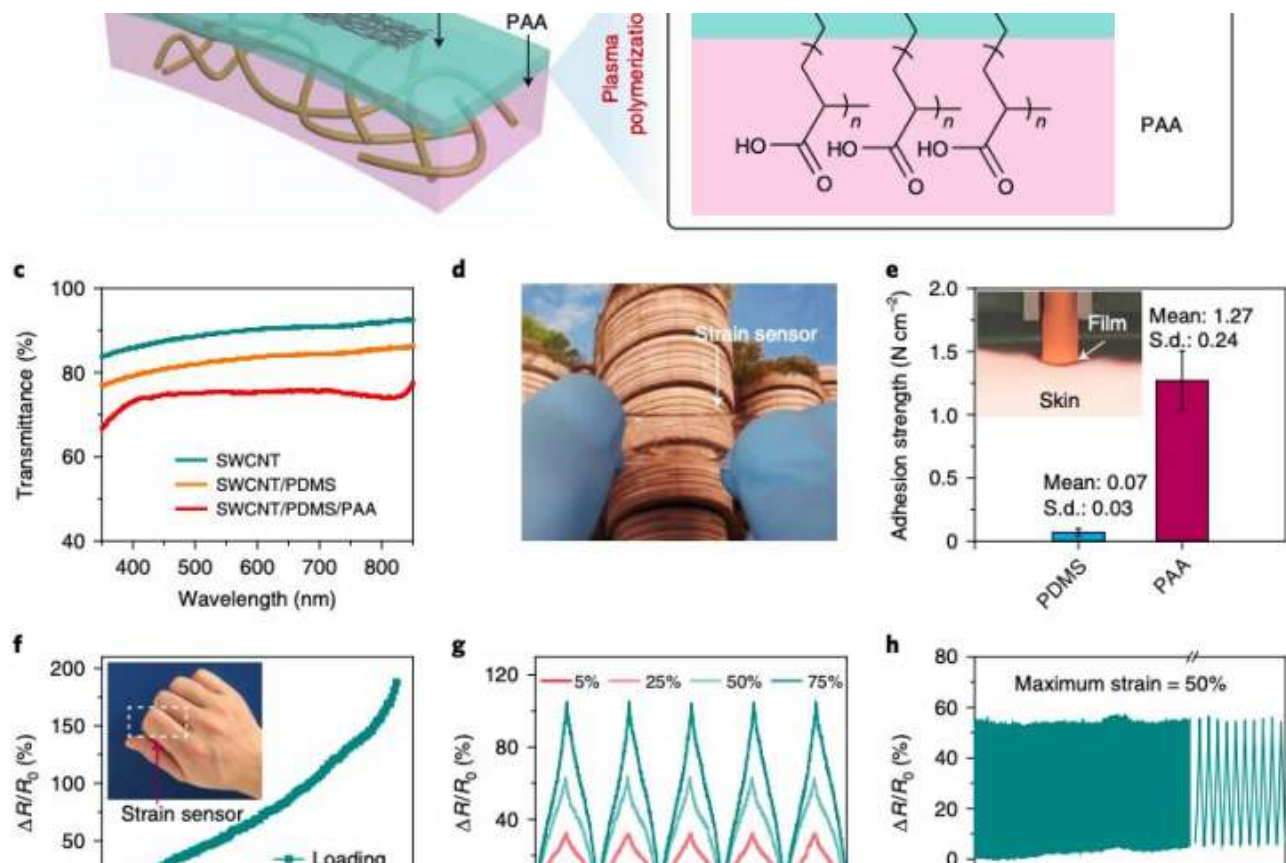 PAA
Plasma
polymerizatio
n
n
n
HO
HO
HO
O
O
O
PAA
c
100
80
60
40
Transmittance (%)
SWCNT
SWCNT/PDMS
SWCNT/PDMS/PAA
400 500 600 700 800
Wavelength (nm)
d
Strain sensor
e
2.0
1.5
1.0
0.5
0
Adhesion strength (N cm⁻²)
Film
Skin
Mean: 1.27
S.d.: 0.24
Mean: 0.07
S.d.: 0.03
PDMS
PAA
f
200
150
100
50
ΔR/R₀ (%)
Strain sensor
Loading
g
120
80
40
ΔR/R₀ (%)
5% 25% 50% 75%
h
80
60
40
20
0
ΔR/R₀ (%)
Maximum strain = 50%